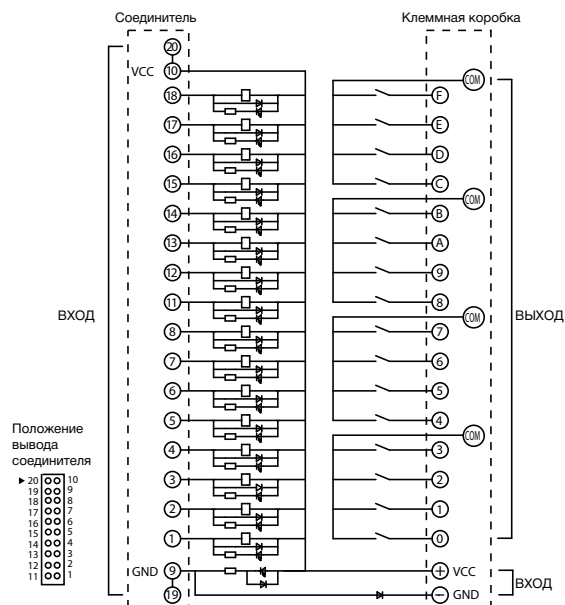 Соединитель Клеммная коробка
20
VCC 10 COM
18 F
17 E
16 D
15 C
COM
14 B
13 A
12 9
11 8
ВХОД COM ВЫХОД
8 7
7 6
6 5
5 4
COM
4 3
3 2
2 1
1 0
GND 9 + VCC
ВХОД
19 − GND
Положение
вывода
соединителя
▶ 20 10
19 9
18 8
17 7
16 6
15 5
14 4
13 3
12 2
11 1